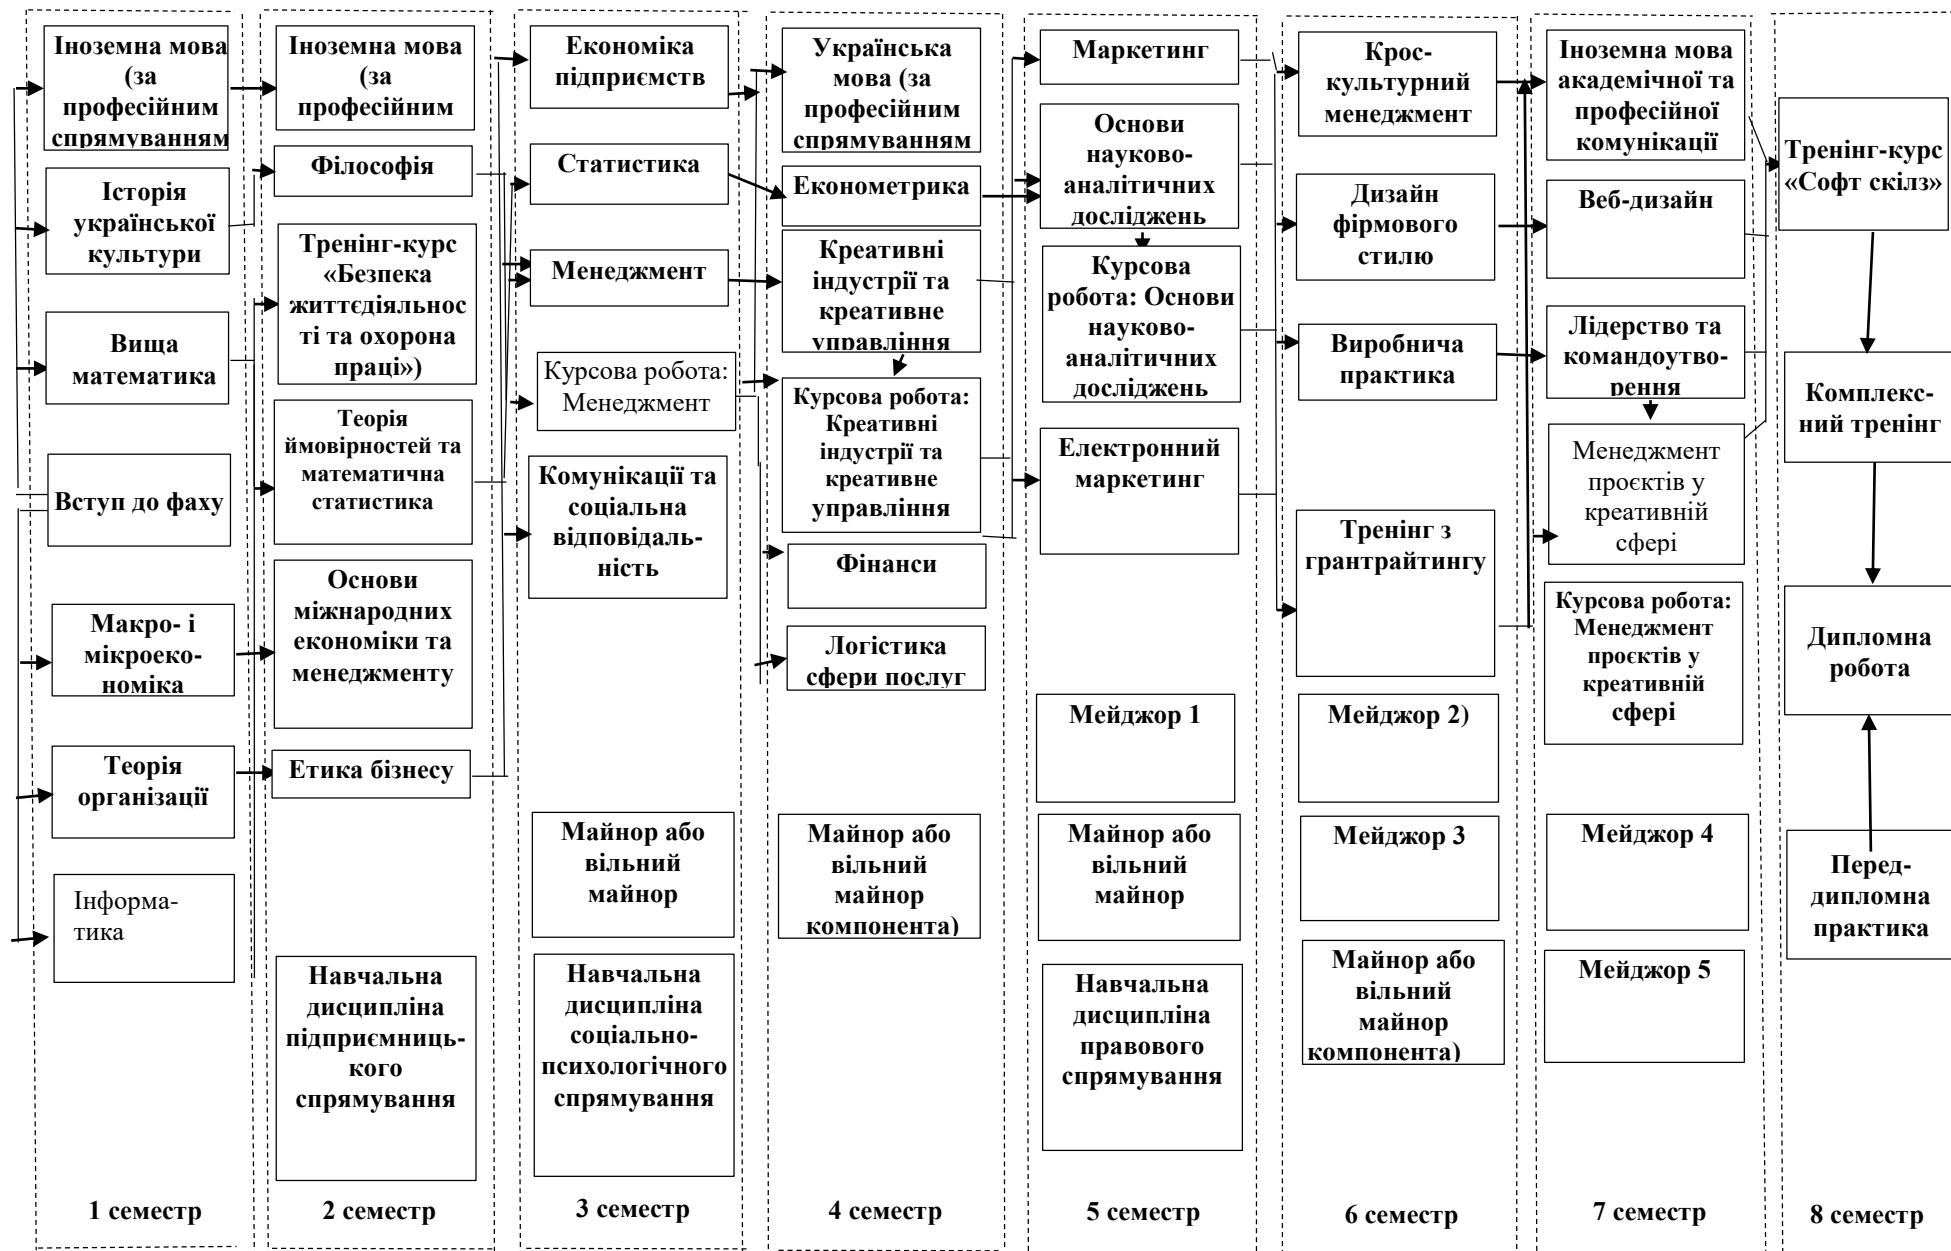 Іноземна мова
(за
професійним
спрямуванням
Історія
української
культури
Вища
математика
Вступ до фаху
Макро- і
мікроеко-
номіка
Теорія
організації
Інформа-
тика
1 семестр
Іноземна мова
(за
професійним
Філософія
Тренінг-курс
«Безпека
життєдіяльнос
ті та охорона
праці»)
Теорія
ймовірностей та
математична
статистика
Основи
міжнародних
економіки та
менеджменту
Етика бізнесу
Навчальна
дисципліна
підприємниць-
кого
спрямування
2 семестр
Економіка
підприємств
Статистика
Менеджмент
Курсова робота:
Менеджмент
Комунікації та
соціальна
відповідаль-
ність
Майнор або
вільний
майнор
Навчальна
дисципліна
соціально-
психологічного
спрямування
3 семестр
Українська
мова (за
професійним
спрямуванням
Економетрика
Креативні
індустрії та
креативне
управління
Курсова робота:
Креативні
індустрії та
креативне
управління
Фінанси
Логістика
сфери послуг
Майнор або
вільний
майнор
компонента)
4 семестр
Маркетинг
Основи
науково-
аналітичних
досліджень
Курсова
робота: Основи
науково-
аналітичних
досліджень
Електронний
маркетинг
Мейджор 1
Майнор або
вільний
майнор
Навчальна
дисципліна
правового
спрямування
5 семестр
Крос-
культурний
менеджмент
Дизайн
фірмового
стилю
Виробнича
практика
Тренінг з
грантрайтингу
Мейджор 2)
Мейджор 3
Майнор або
вільний
майнор
компонента)
6 семестр
Іноземна мова
академічної та
професійної
комунікації
Веб-дизайн
Лідерство та
командоутво-
рення
Менеджмент
проєктів у
креативній
сфері
Курсова робота:
Менеджмент
проєктів у
креативній
сфері
Мейджор 4
Мейджор 5
7 семестр
Тренінг-курс
«Софт скілз»
Комплекс-
ний тренінг
Дипломна
робота
Перед-
дипломна
практика
8 семестр